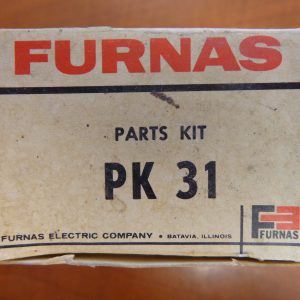 FURNAS
PARTS KIT
PK 31
FURNAS ELECTRIC COMPANY • BATAVIA, ILLINOIS
FURNAS